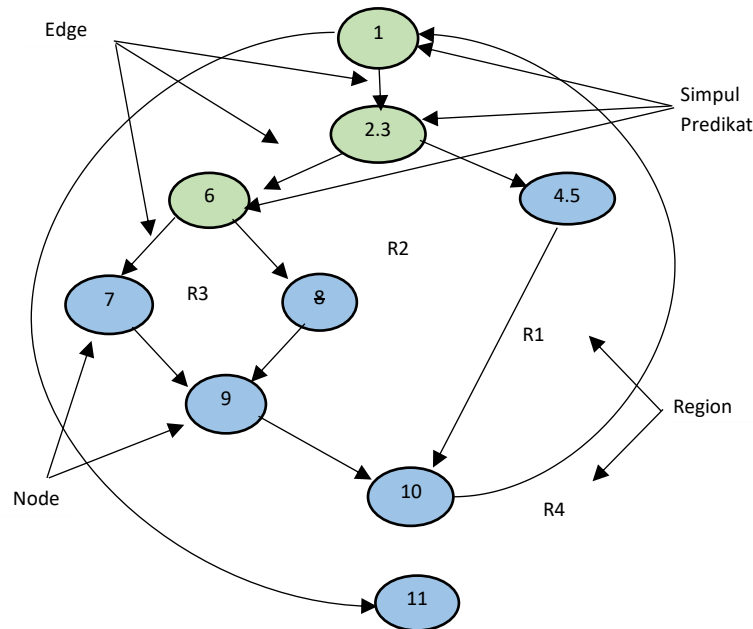 Edge
1
Simpul
Predikat
2.3
6
4.5
R2
7
R3
8
R1
9
Region
Node
10
R4
11